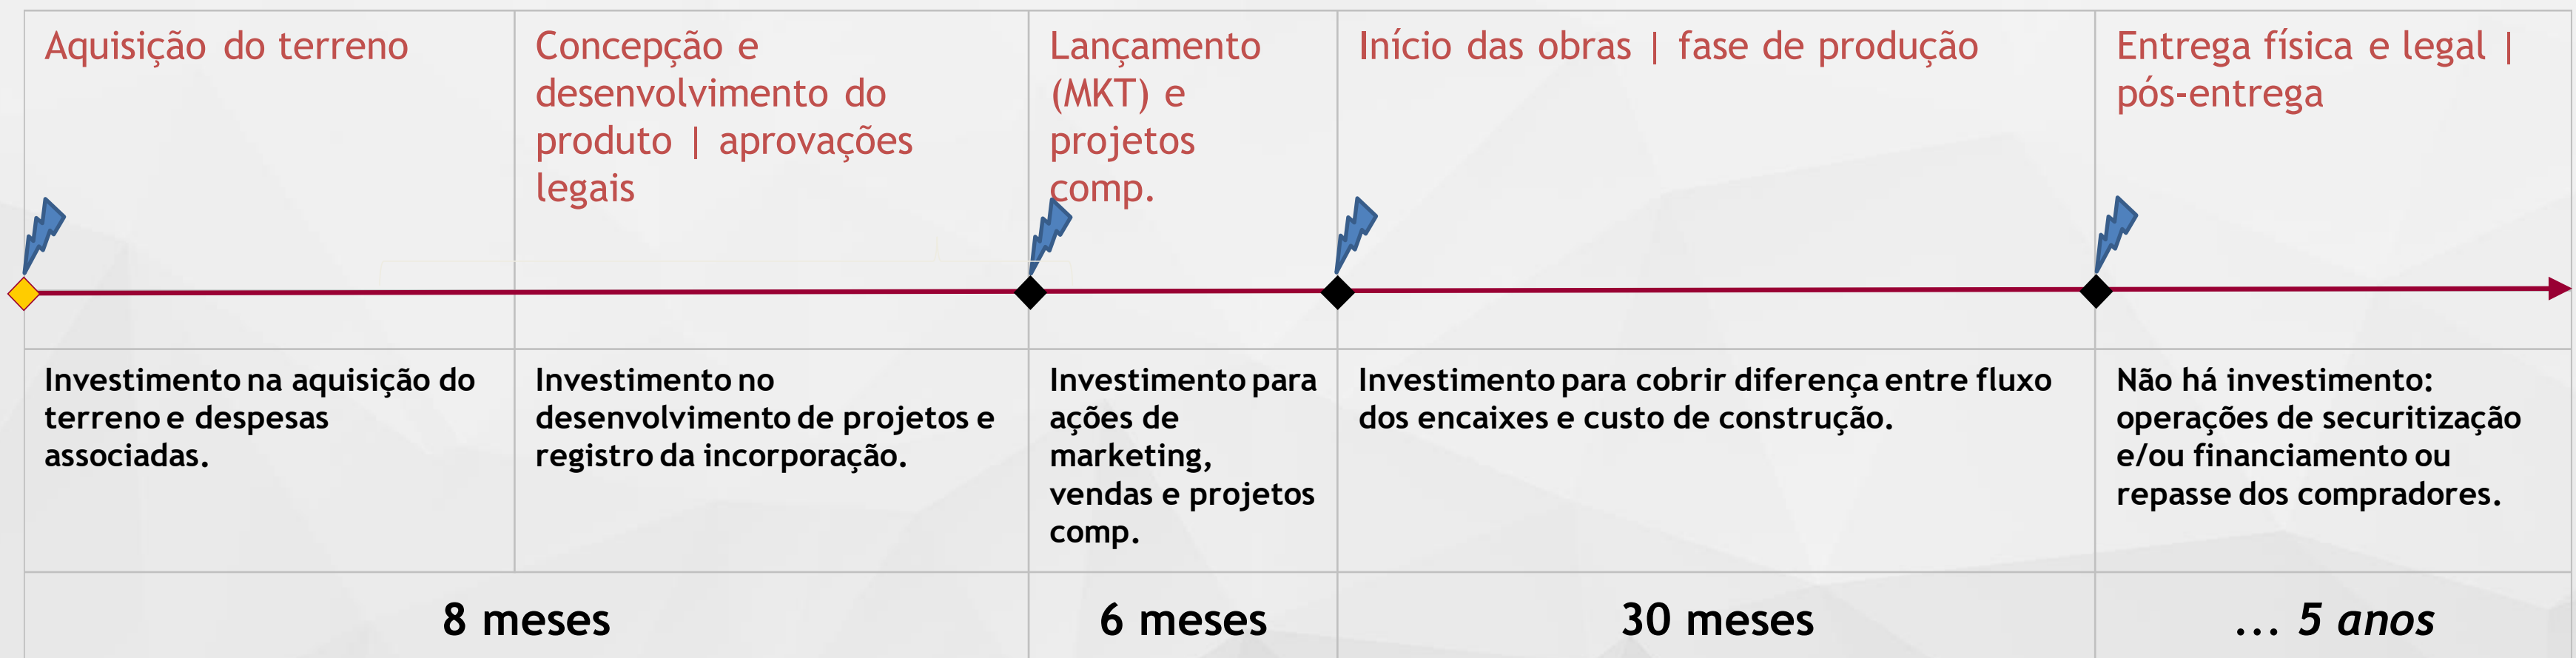 Aquisição do terreno
Concepção e
desenvolvimento do
produto | aprovações
legais
Lançamento
(MKT) e
projetos
comp.
Início das obras | fase de produção
Entrega física e legal |
pós-entrega
Investimento na aquisição do
terreno e despesas
associadas.
Investimento no
desenvolvimento de projetos e
registro da incorporação.
Investimento para
ações de
marketing,
vendas e projetos
comp.
Investimento para cobrir diferença entre fluxo
dos encaixes e custo de construção.
Não há investimento:
operações de securitização
e/ou financiamento ou
repasse dos compradores.
8 meses
6 meses
30 meses
... 5 anos